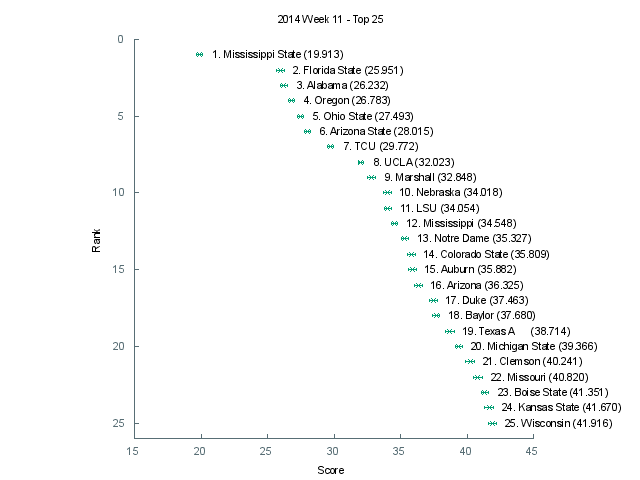 2014 Week 11 - Top 25
0
1. Mississippi State (19.913)
2. Florida State (25.951)
3. Alabama (26.232)
4. Oregon (26.783)
5
5. Ohio State (27.493)
6. Arizona State (28.015)
7. TCU (29.772)
8. UCLA (32.023)
9. Marshall (32.848)
10
10. Nebraska (34.018)
11. LSU (34.054)
12. Mississippi (34.548)
13. Notre Dame (35.327)
14. Colorado State (35.809)
15
15. Auburn (35.882)
16. Arizona (36.325)
17. Duke (37.463)
18. Baylor (37.680)
19. Texas A (38.714)
20
20. Michigan State (39.366)
21. Clemson (40.241)
22. Missouri (40.820)
23. Boise State (41.351)
24. Kansas State (41.670)
25
25. Wisconsin (41.916)
Rank
15 20 25 30 35 40 45
Score